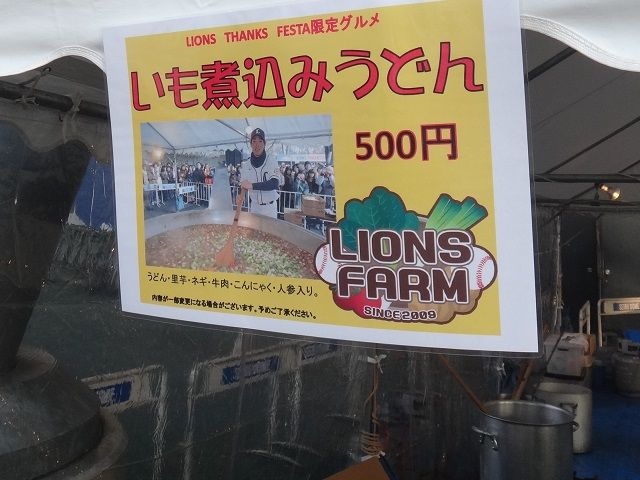 LIONS THANKS FESTA限定グルメ
いも煮込みうどん
500円
LIONS
FARM
SINCE2009
うどん・里芋・ネギ・牛肉・こんにゃく・人参入り。
内容が一部変更になる場合がございます。予めご了承ください。